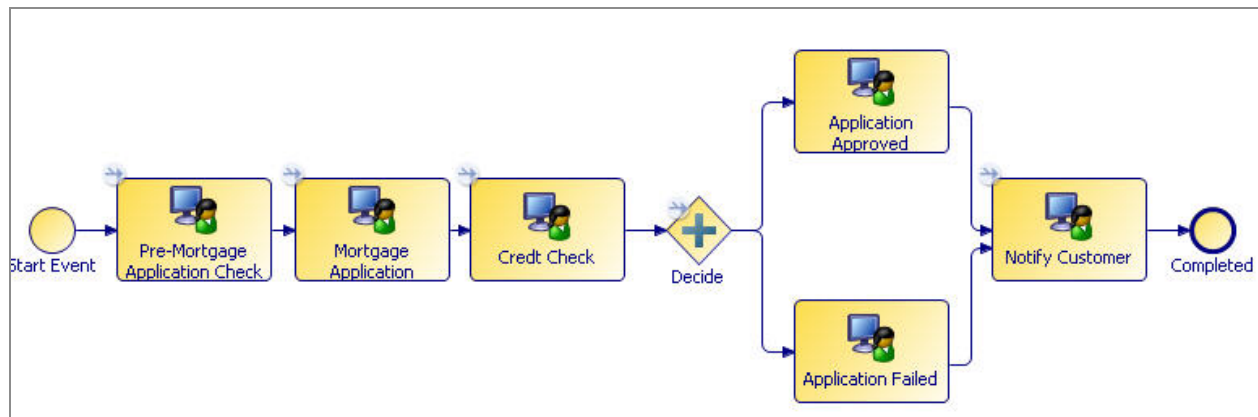 Start Event
Pre-Mortgage
Application Check
Mortgage
Application
Credt Check
Decide
Application
Approved
Application Failed
Notify Customer
Completed